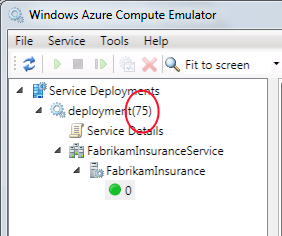 Windows Azure Compute Emulator
File Service Tools Help
Fit to screen
Service Deployments
deployment(75)
Service Details
FabrikamInsuranceService
FabrikamInsurance
0